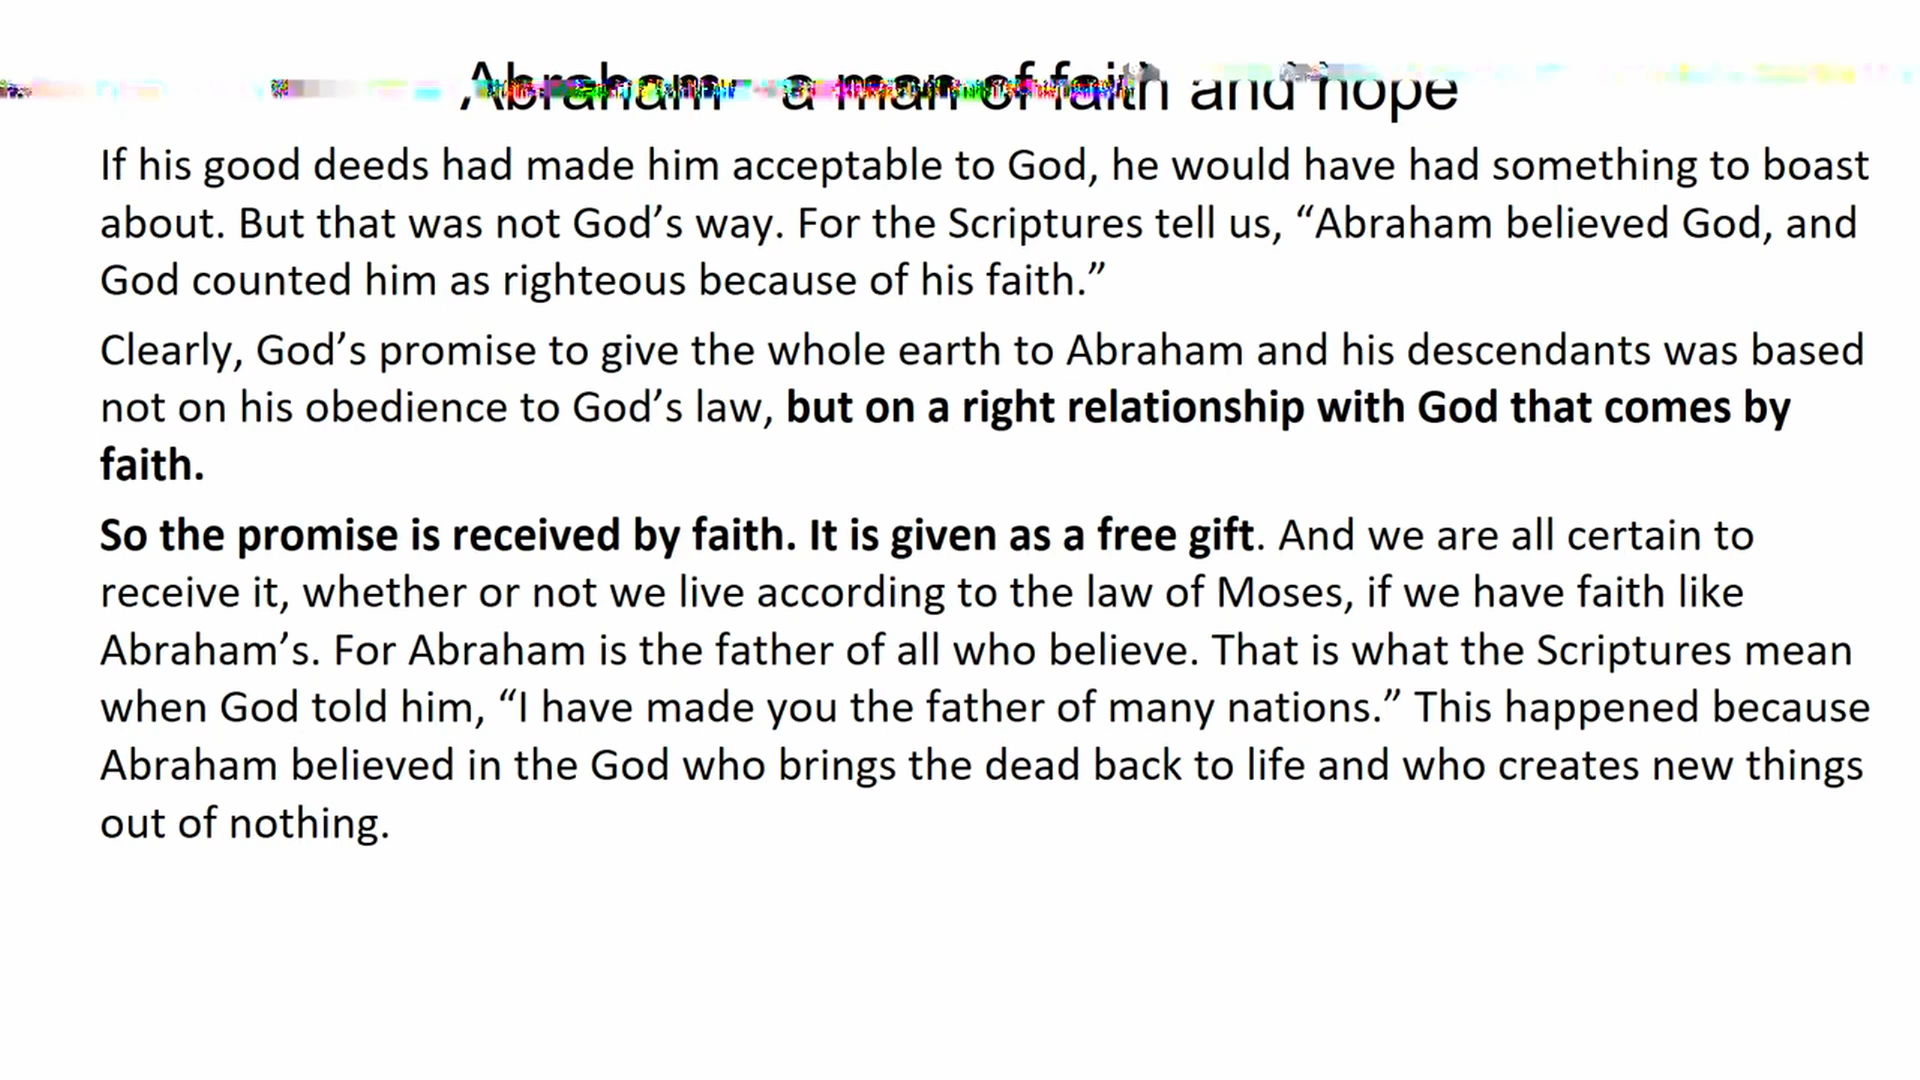 Abraham - a man of faith and hope
If his good deeds had made him acceptable to God, he would have had something to boast
about. But that was not God’s way. For the Scriptures tell us, “Abraham believed God, and
God counted him as righteous because of his faith.”
Clearly, God’s promise to give the whole earth to Abraham and his descendants was based
not on his obedience to God’s law, but on a right relationship with God that comes by
faith.
So the promise is received by faith. It is given as a free gift. And we are all certain to
receive it, whether or not we live according to the law of Moses, if we have faith like
Abraham’s. For Abraham is the father of all who believe. That is what the Scriptures mean
when God told him, “I have made you the father of many nations.” This happened because
Abraham believed in the God who brings the dead back to life and who creates new things
out of nothing.